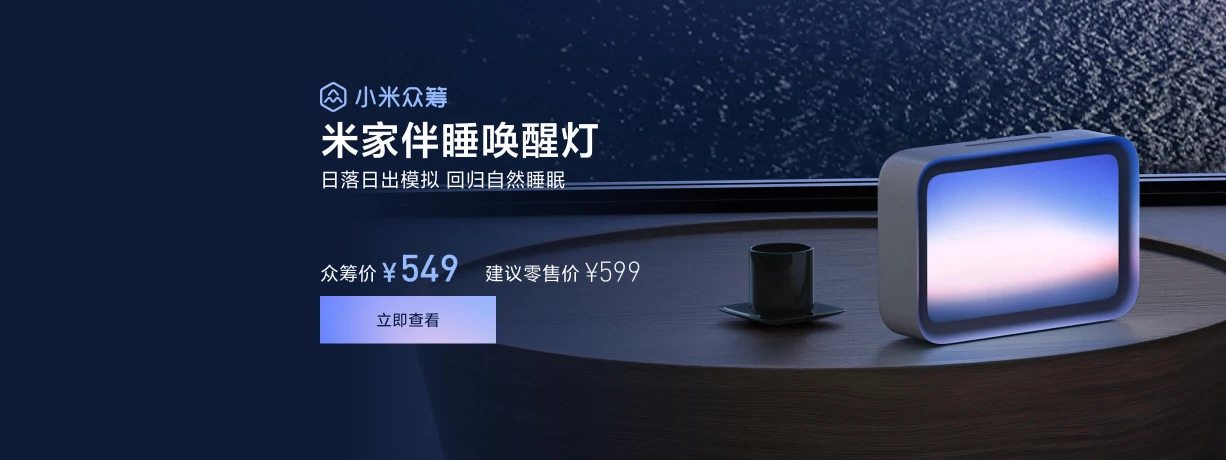 小米众筹
米家伴睡唤醒灯
日落日出模拟 回归自然睡眠
众筹价 ¥549 建议零售价 ¥599
立即查看